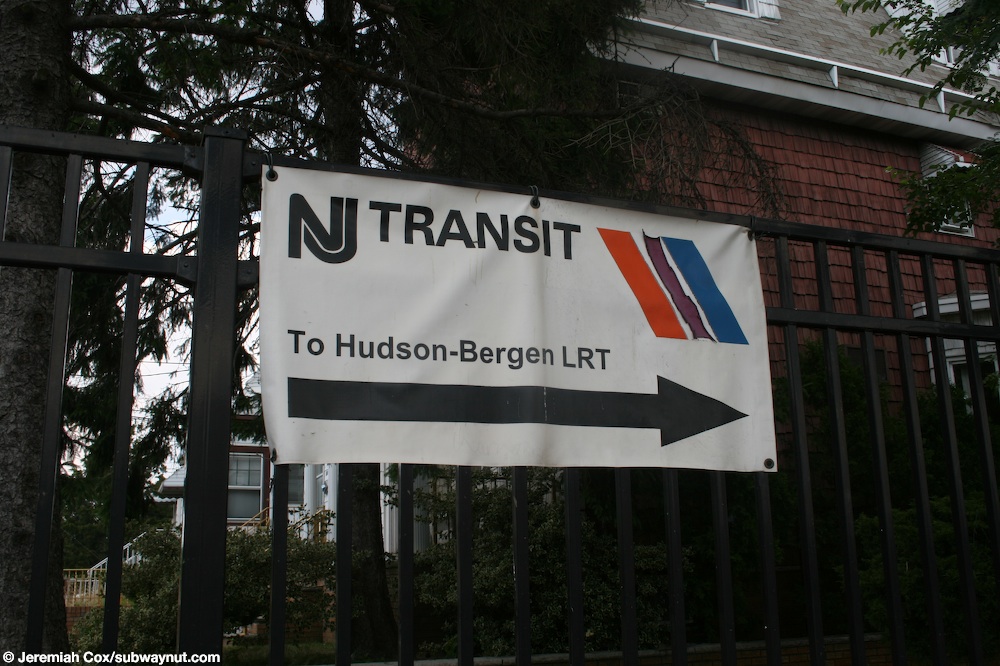 NJ TRANSIT
To Hudson-Bergen LRT
© Jeremiah Cox/subwaynut.com